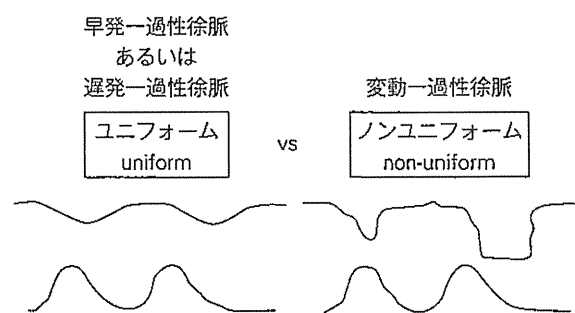 早発一過性徐脈
あるいは
遅発一過性徐脈
ユニフォーム
uniform
vs
変動一過性徐脈
ノンユニフォーム
non-uniform